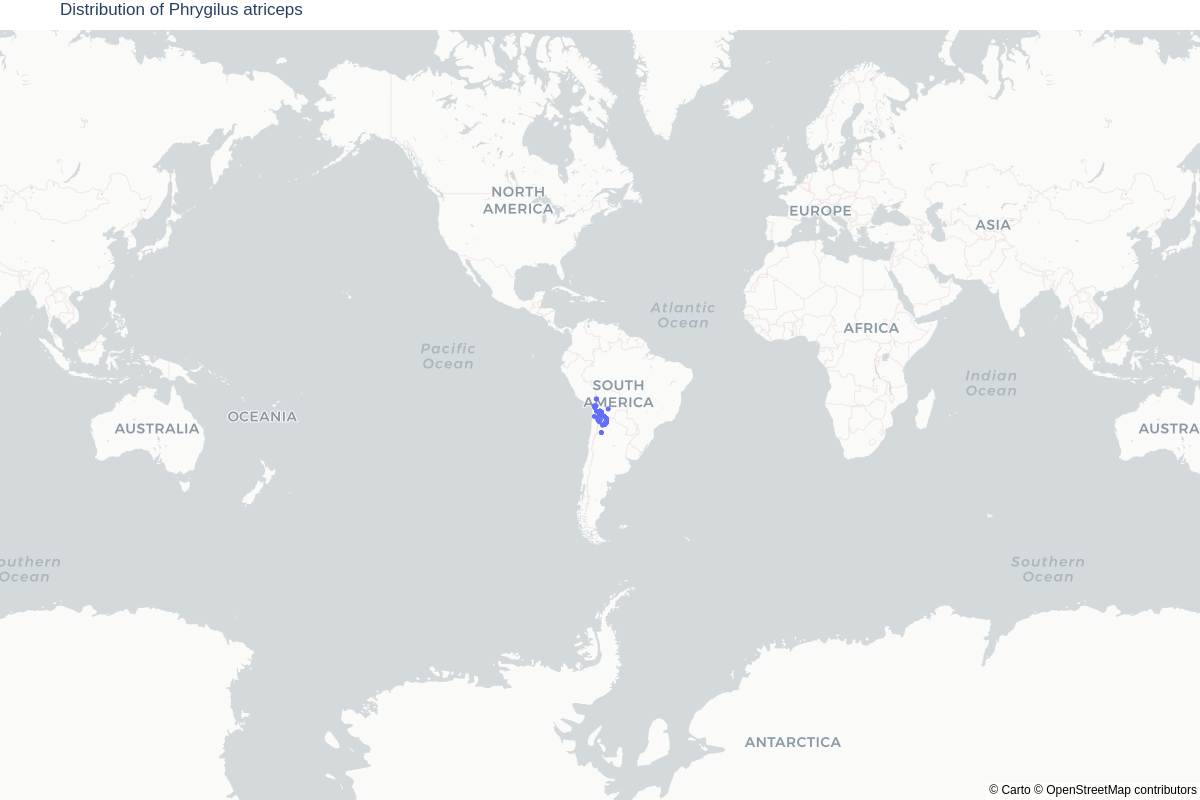 Distribution of Phrygilus atriceps
NORTH
AMERICA
EUROPE
ASIA
Atlantic
Ocean
AFRICA
Pacific
Ocean
Indian
Ocean
SOUTH
AMERICA
OCEANIA
AUSTRALIA
AUSTRA
outhern
Ocean
Southern
Ocean
ANTARCTICA
© Carto © OpenStreetMap contributors